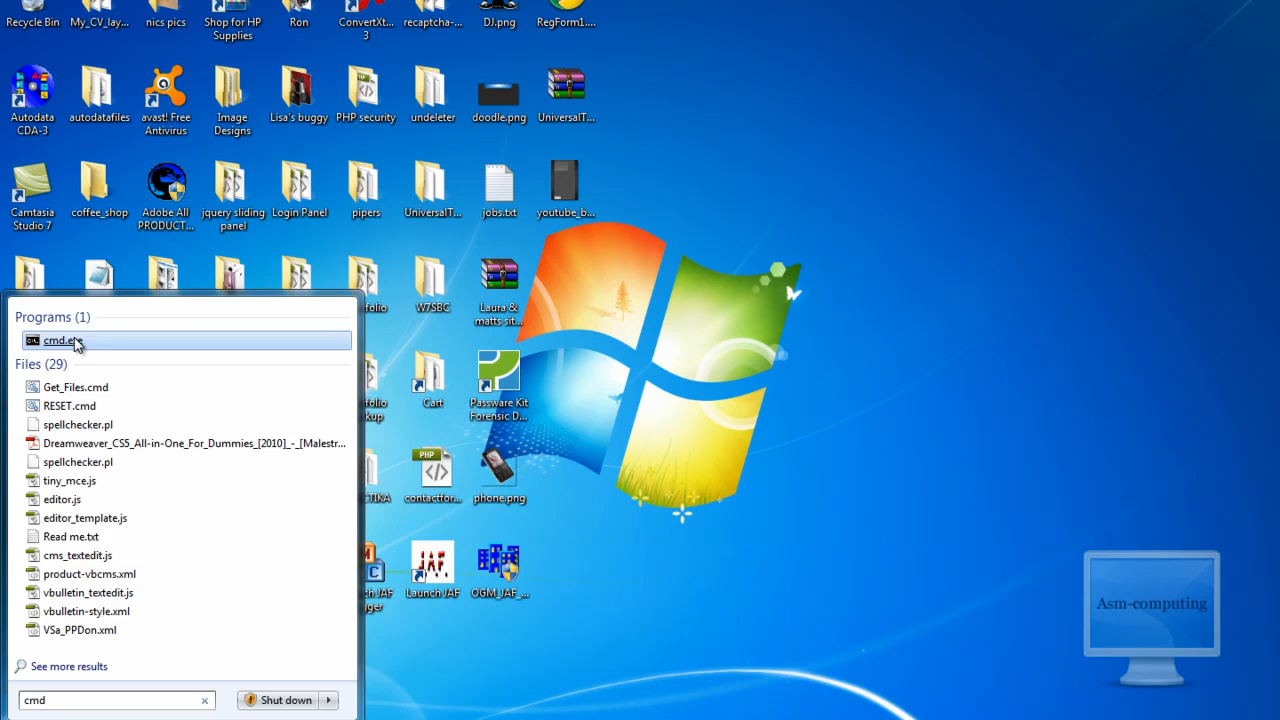 Recycle Bin My_CV_lay... nics pics Shop for HP Ron ConvertXt... recaptcha-... DJ.png RegForm1....
Supplies 3
Autodata autodatafiles avast! Free Image Lisa's buggy PHP security undeleter doodle.png UniversalT...
CDA-3 Antivirus Designs
Camtasia coffee_shop Adobe All jquery sliding Login Panel pipers UniversalT... jobs.txt youtube_b...
Studio 7 PRODUCT... panel
W7SBC Laura &
matts sit...
Cart Passware Kit
Forensic D...
PHP
contactfor... phone.png
JAF
Launch JAF OGM_JAF_...
Programs (1)
Files (29)
Get_Files.cmd
RESET.cmd
spellchecker.pl
Dreamweaver_CS5_All-in-One_For_Dummies_[2010]_-_[Malestr...
spellchecker.pl
tiny_mce.js
editor.js
editor_template.js
Read me.txt
cms_textedit.js
product-vbcms.xml
vbulletin_textedit.js
vbulletin-style.xml
VSa_PPDon.xml
See more results
cmd Shut down
Asm-computing